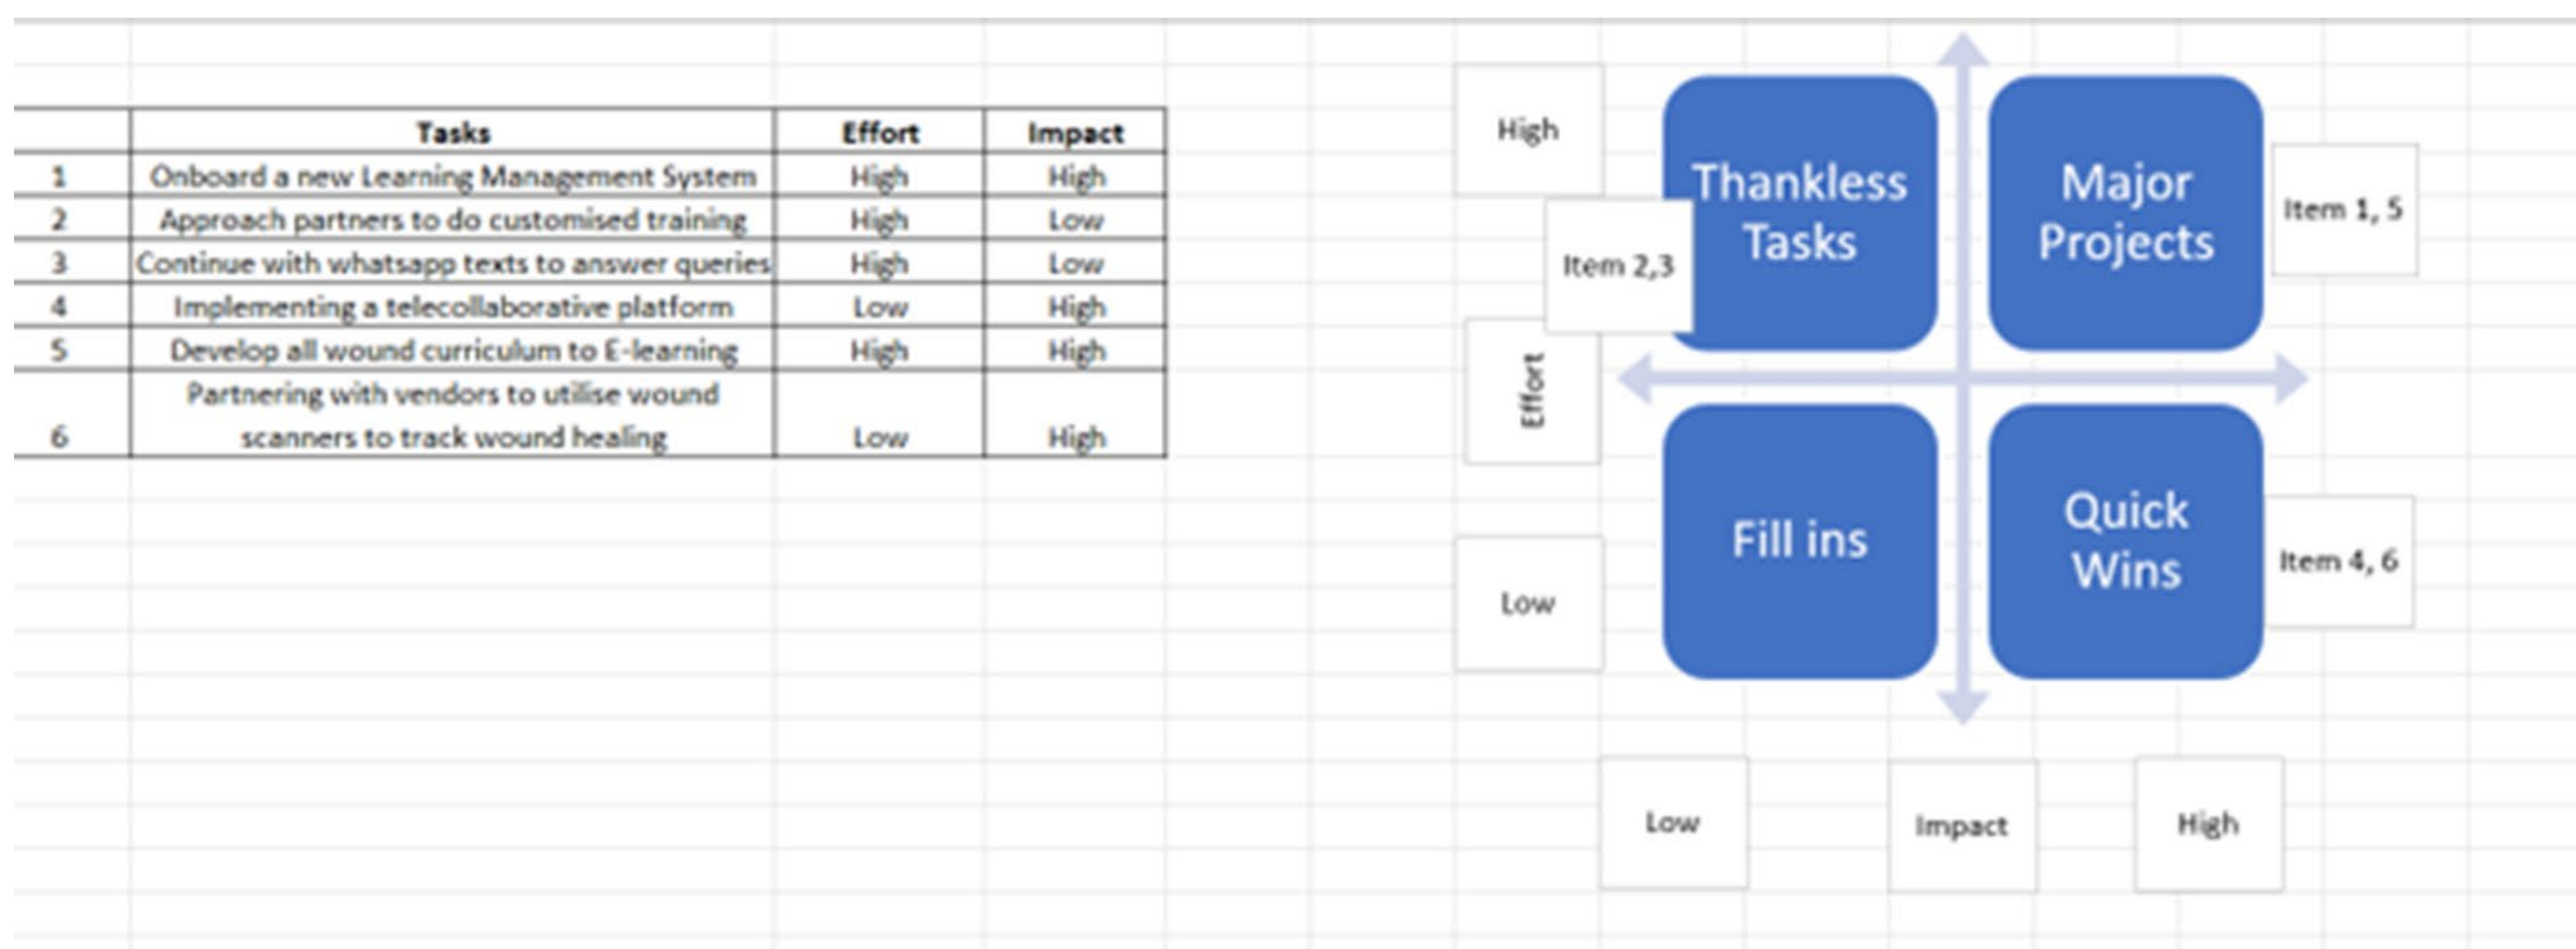 Tasks Effort Impact
1 Onboard a new Learning Management System High High
2 Approach partners to do customised training High Low
3 Continue with whatsapp texts to answer queries High Low
4 Implementing a telecollaborative platform Low High
5 Develop all wound curriculum to E-learning High High
Partnering with vendors to utilise wound
6 scanners to track wound healing Low High
High
Thankless
Tasks
Major
Projects
Item 1, 5
Item 2,3
Effort
Fill ins
Quick
Wins
Item 4, 6
Low
Low
Impact
High